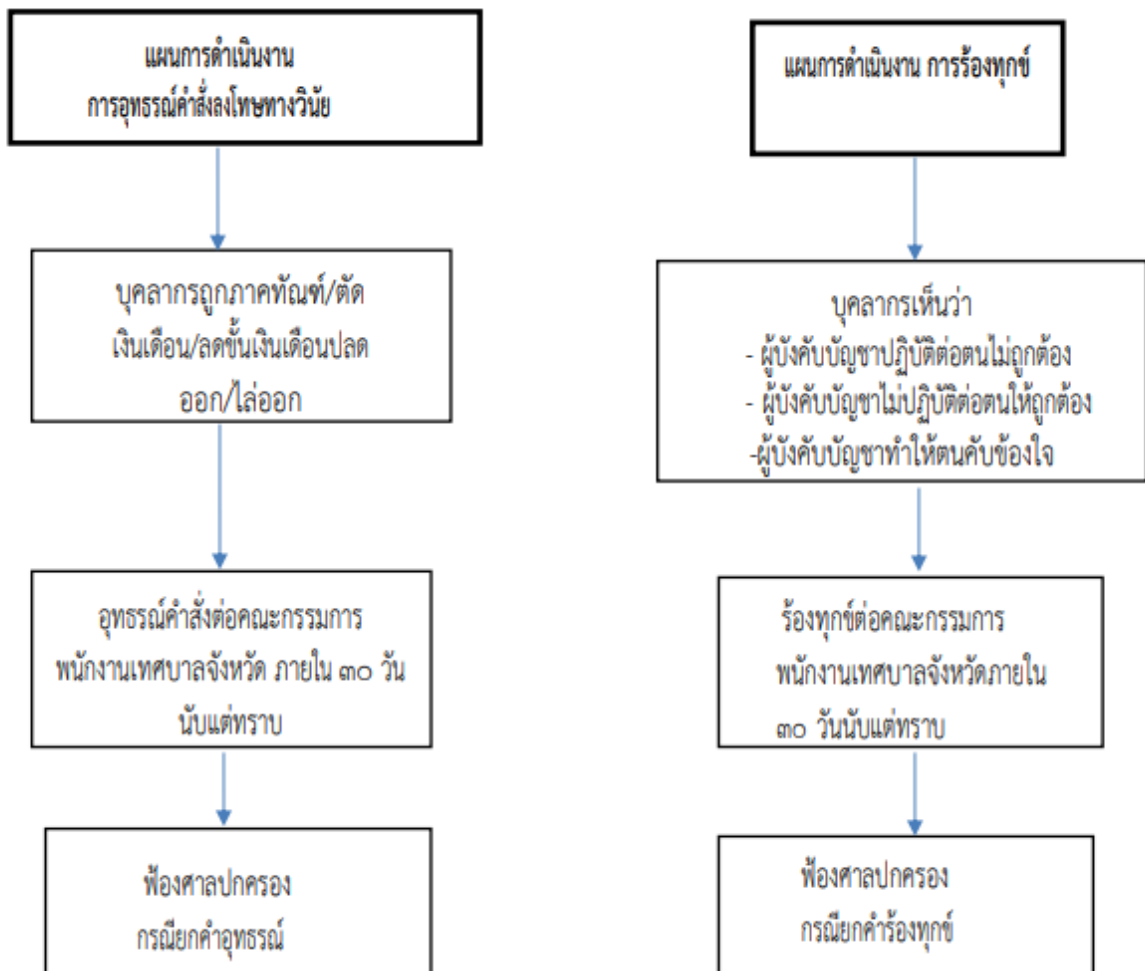 แผนการดำเนินงาน
การอุทธรณ์คำสั่งลงโทษทางวินัย
บุคลากรถูกภาคทัณฑ์/ตัด
เงินเดือน/ลดขั้นเงินเดือนปลด
ออก/ไล่ออก
อุทธรณ์คำสั่งต่อคณะกรรมการ
พนักงานเทศบาลจังหวัด ภายใน ๓๐ วัน
นับแต่ทราบ
ฟ้องศาลปกครอง
กรณียกคำอุทธรณ์
แผนการดำเนินงาน การร้องทุกข์
บุคลากรเห็นว่า
- ผู้บังคับบัญชาปฏิบัติต่อตนไม่ถูกต้อง
- ผู้บังคับบัญชาไม่ปฏิบัติต่อตนให้ถูกต้อง
-ผู้บังคับบัญชาทำให้ตนคับข้องใจ
ร้องทุกข์ต่อคณะกรรมการ
พนักงานเทศบาลจังหวัดภายใน
๓๐ วันนับแต่ทราบ
ฟ้องศาลปกครอง
กรณียกคำร้องทุกข์